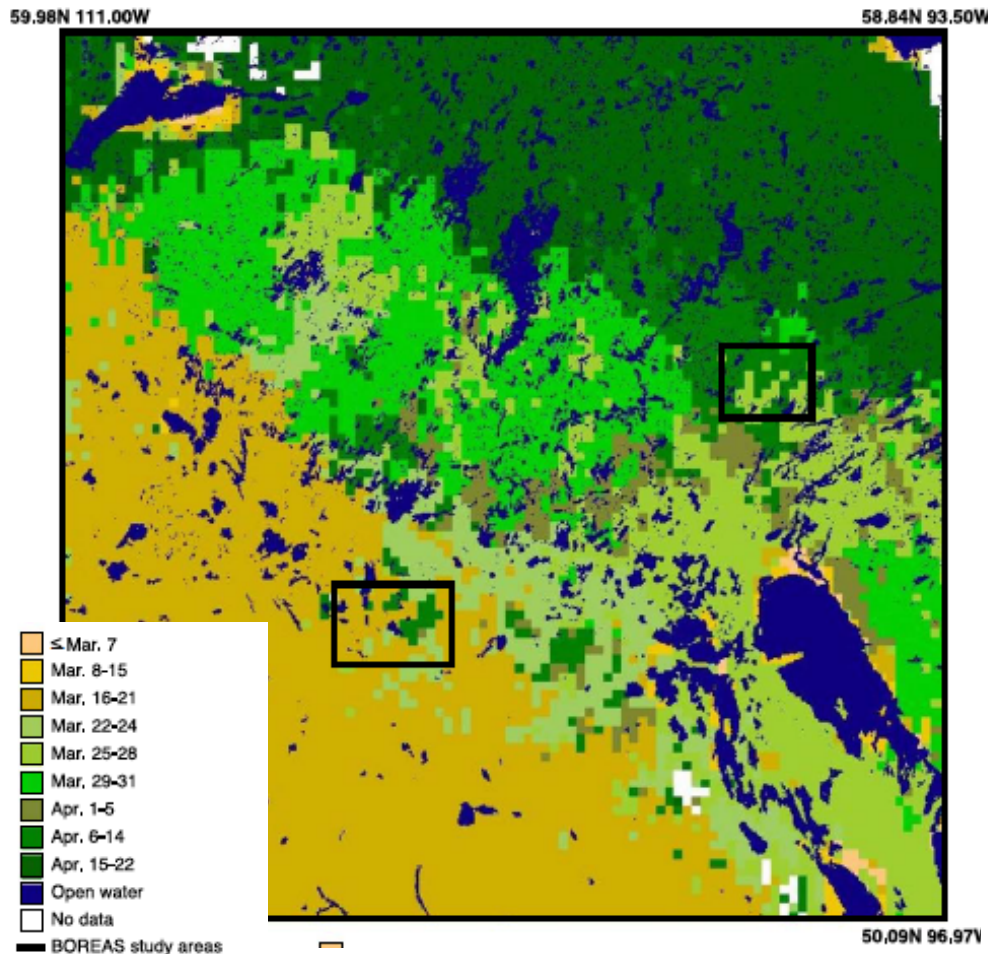 59.98N 111.00W
58.84N 93.50W
≤ Mar. 7
Mar. 8-15
Mar. 16-21
Mar. 22-24
Mar. 25-28
Mar. 29-31
Apr. 1-5
Apr. 6-14
Apr. 15-22
Open water
No data
BOREAS study areas
50.09N 96.97W